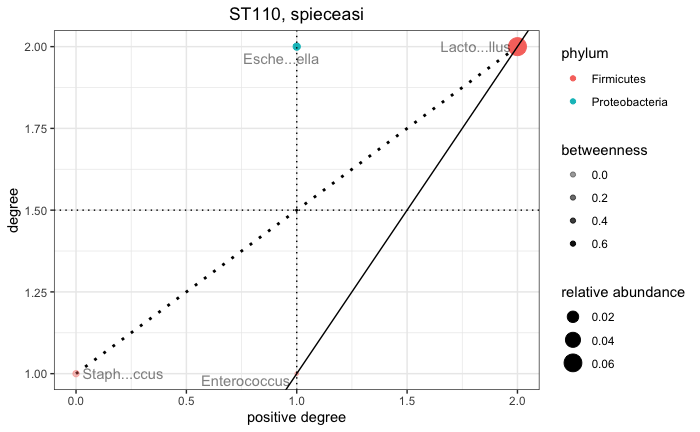 ST110, spieceasi
2.00
1.75
1.50
1.25
1.00
degree
0.0
0.5
1.0
1.5
2.0
positive degree
Esche...ella
Lacto...llus
Staph...ccus
Enterococcus
phylum
Firmicutes
Proteobacteria
betweenness
0.0
0.2
0.4
0.6
relative abundance
0.02
0.04
0.06